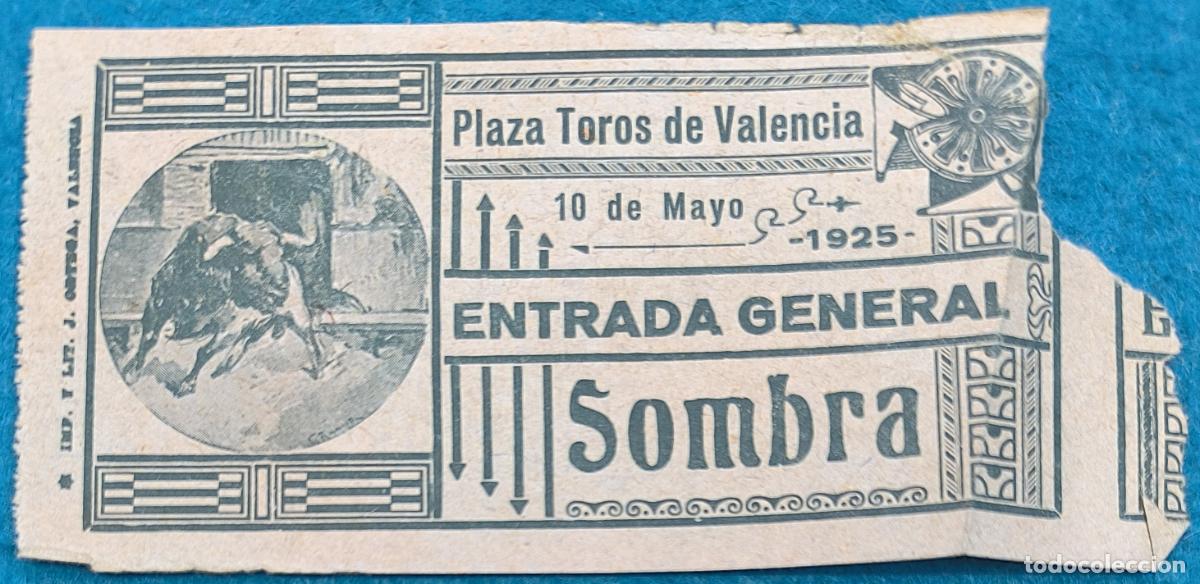 * IMP. Y LIT. J. ORTEGA, VALENCIA
Plaza Toros de Valencia
10 de Mayo
-1925-
ENTRADA GENERAL
Sombra
todocoleccion